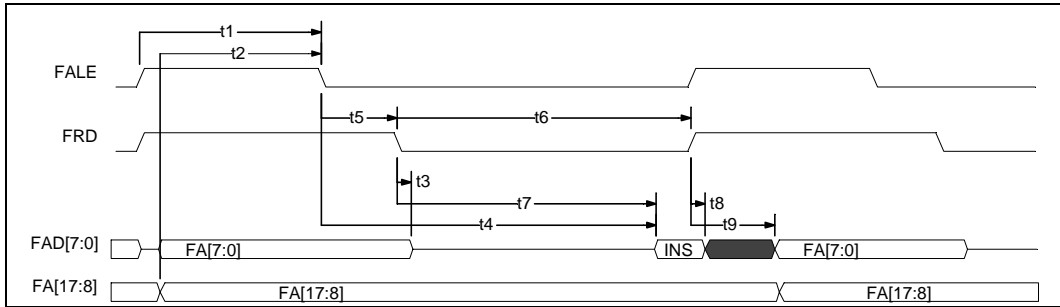 t1
t2
FALE
t5
t6
FRD
t3
t8
t7
t9
t4
FAD[7:0]
FA[7:0]
INS
FA[7:0]
FA[17:8]
FA[17:8]
FA[17:8]